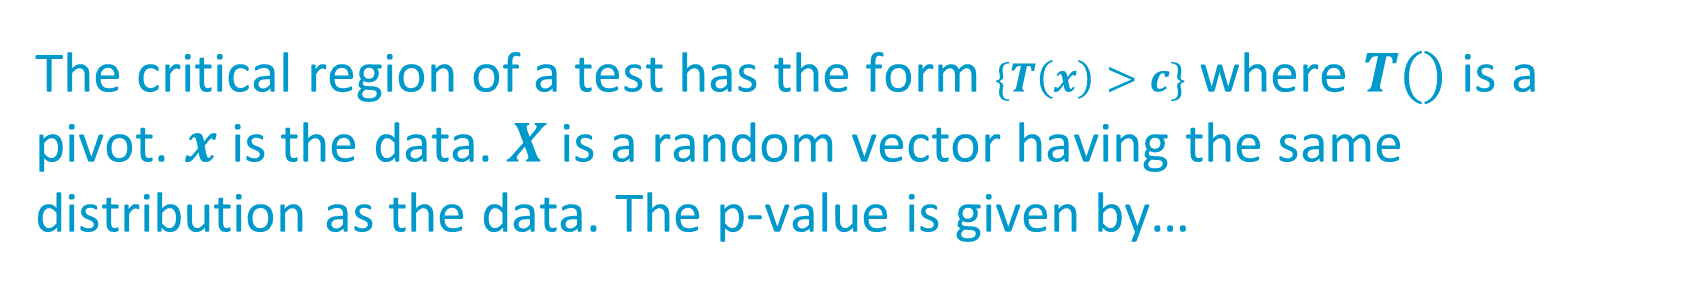 The critical region of a test has the form {T(x) > c} where T() is a
pivot. x is the data. X is a random vector having the same
distribution as the data. The p-value is given by...